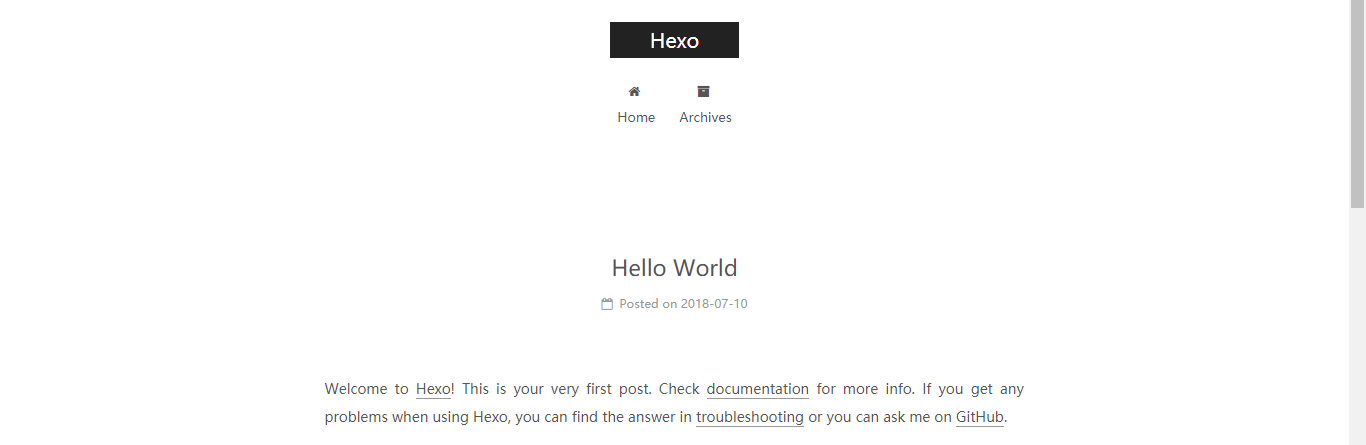 Hexo
Home Archives
Hello World
Posted on 2018-07-10
Welcome to Hexo! This is your very first post. Check documentation for more info. If you get any
problems when using Hexo, you can find the answer in troubleshooting or you can ask me on GitHub.